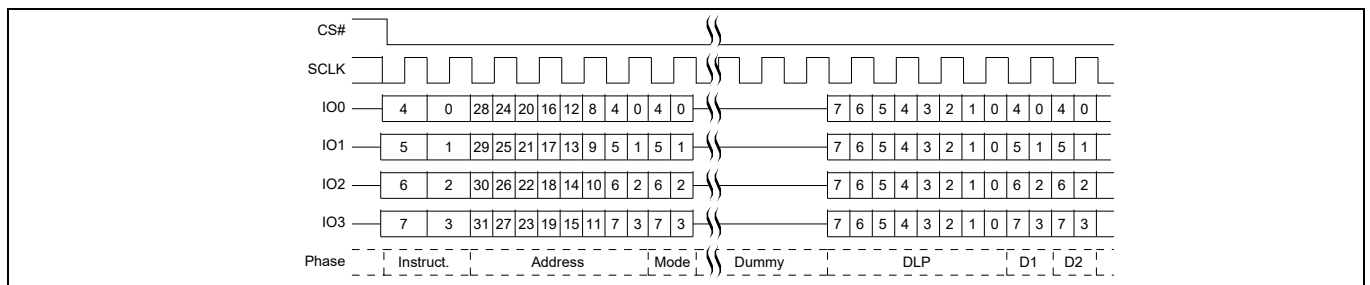 CS#
SCLK
IO0 4 0 28 24 20 16 12 8 4 0 4 0 7 6 5 4 3 2 1 0 4 0 4 0
IO1 5 1 29 25 21 17 13 9 5 1 5 1 7 6 5 4 3 2 1 0 5 1 5 1
IO2 6 2 30 26 22 18 14 10 6 2 6 2 7 6 5 4 3 2 1 0 6 2 6 2
IO3 7 3 31 27 23 19 15 11 7 3 7 3 7 6 5 4 3 2 1 0 7 3 7 3
Phase Instruct. Address Mode Dummy DLP D1 D2